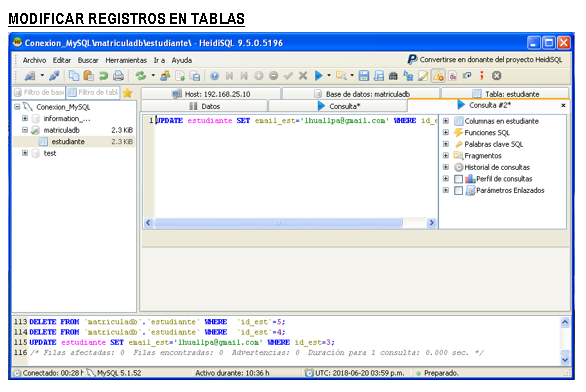 MODIFICAR REGISTROS EN TABLAS
Conexion_MySQL\matriculadb\estudiante\ - HeidiSQL 9.5.0.5196
Archivo Editar Buscar Herramientas Ir a Ayuda
Convertirse en donante del proyecto HeidiSQL
Filtro de base Filtro de tabl
Host: 192.168.25.10 Base de datos: matriculadb Tabla: estudiante
Datos Consulta* Consulta #2*
Conexion_MySQL
information_...
matriculadb 2.3 KiB
estudiante 2.3 KiB
test
1 UPDATE estudiante SET email_est='lhuallpa@gmail.com' WHERE id_e
Columnas en estudiante
Funciones SQL
Palabras clave SQL
Fragmentos
Historial de consultas
Perfil de consultas
Parámetros Enlazados
113 DELETE FROM `matriculadb`.`estudiante` WHERE `id_est`=5;
114 DELETE FROM `matriculadb`.`estudiante` WHERE `id_est`=4;
115 UPDATE estudiante SET email_est='lhuallpa@gmail.com' WHERE id_est=3;
116 /* Filas afectadas: 0 Filas encontradas: 0 Advertencias: 0 Duración para 1 consulta: 0.000 sec. */
Conectado: 00:28 h MySQL 5.1.52 Activo durante: 10:36 h UTC: 2018-06-20 03:59 p.m. Preparado.